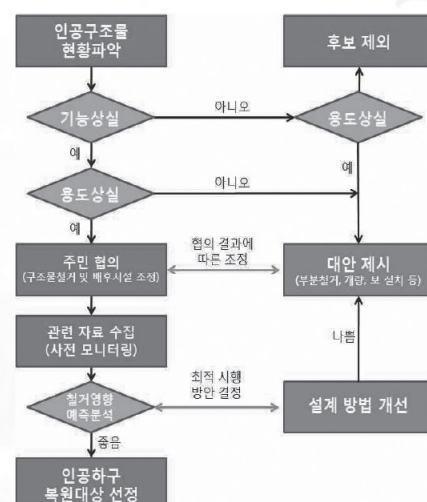 인공구조물
현황파악
후보 제외
기능상실
아니오
용도상실
예
예
용도상실
아니오
예
주민 협의
(구조물철거 및 배후시설 조정)
협의 결과에
따른 조정
대안 제시
(부분철거, 개량, 보 설치 등)
관련 자료 수집
(사전 모니터링)
나쁨
철거영향
예측분석
최적 시행
방안 결정
설계 방법 개선
좋음
인공하구
복원대상 선정